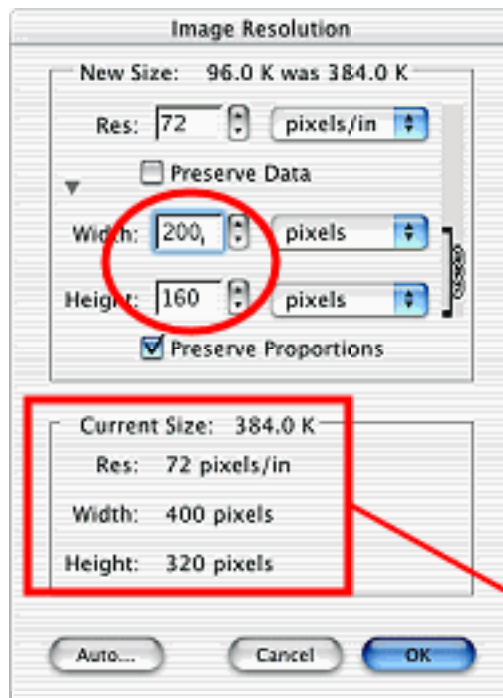 Image Resolution
New Size: 96.0 K was 384.0 K
Res: 72 pixels/in
Preserve Data
Width: 200 pixels
Height: 160 pixels
Preserve Proportions
Current Size: 384.0 K
Res: 72 pixels/in
Width: 400 pixels
Height: 320 pixels
Auto... Cancel OK